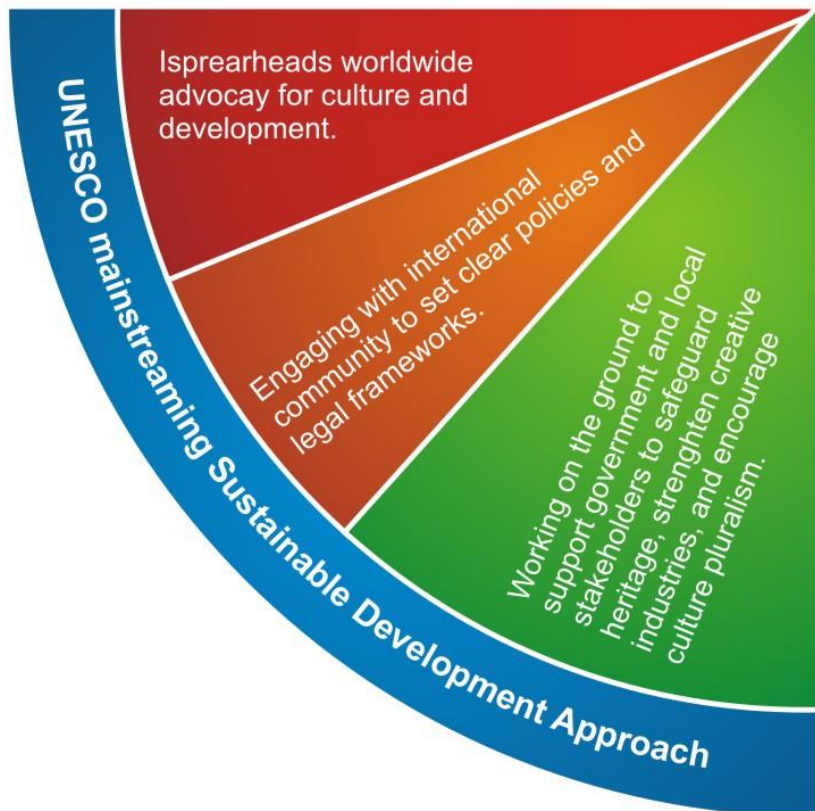 Isprearheads worldwide
advocay for culture and
development.
Engaging with international
community to set clear policies and
legal frameworks.
Working on the ground to
support government and local
stakeholders to safeguard
heritage, strenghten creative
industries, and encourage
culture pluralism.
UNESCO mainstreaming Sustainable Development Approach